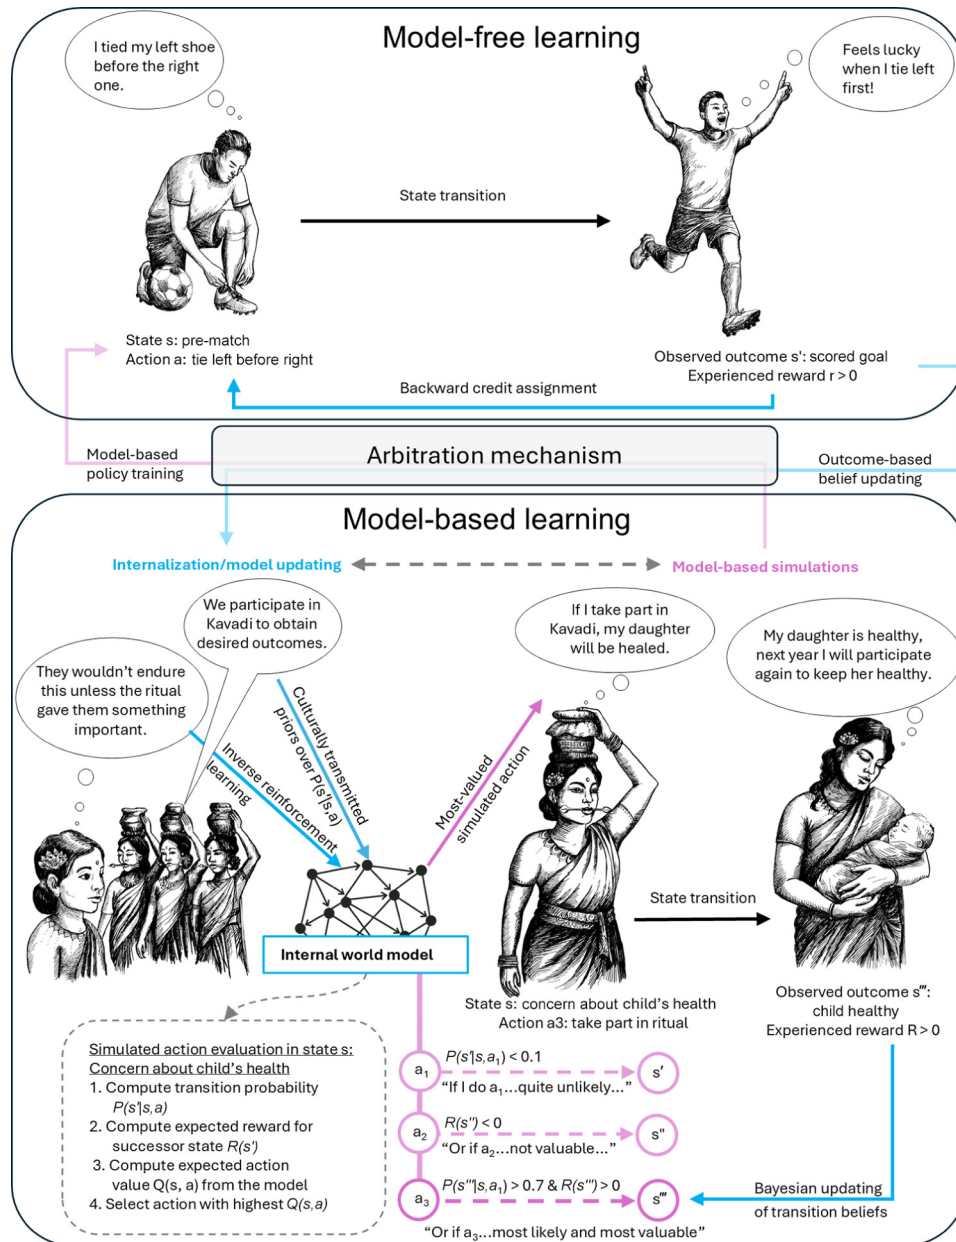 Model-free learning
I tied my left shoe
before the right
one.
Feels lucky
when I tie left
first!
State transition
State s: pre-match
Action a: tie left before right
Observed outcome s': scored goal
Experienced reward r > 0
Backward credit assignment
Model-based
policy training
Arbitration mechanism
Outcome-based
belief updating
Model-based learning
Internalization/model updating
Model-based simulations
We participate in
Kavadi to obtain
desired outcomes.
They wouldn't endure
this unless the ritual
gave them something
important.
If I take part in
Kavadi, my daughter
will be healed.
My daughter is healthy,
next year I will participate
again to keep her healthy.
Inverse reinforcement
learning
Culturally transmitted
priors over P(s'|s,a)
Most-valued
simulated action
State transition
Internal world model
State s: concern about child's health
Action a3: take part in ritual
Observed outcome s''':
child healthy
Experienced reward R > 0
Simulated action evaluation in state s:
Concern about child's health
1. Compute transition probability
P(s'|s,a)
2. Compute expected reward for
successor state R(s')
3. Compute expected action
value Q(s, a) from the model
4. Select action with highest Q(s,a)
a₁
P(s'|s,a₁) < 0.1
s'
"If I do a₁...quite unlikely..."
a₂
R(s'') < 0
s''
"Or if a₂...not valuable..."
a₃
P(s'''|s,a₁) > 0.7 & R(s''') > 0
s'''
"Or if a₃...most likely and most valuable"
Bayesian updating
of transition beliefs